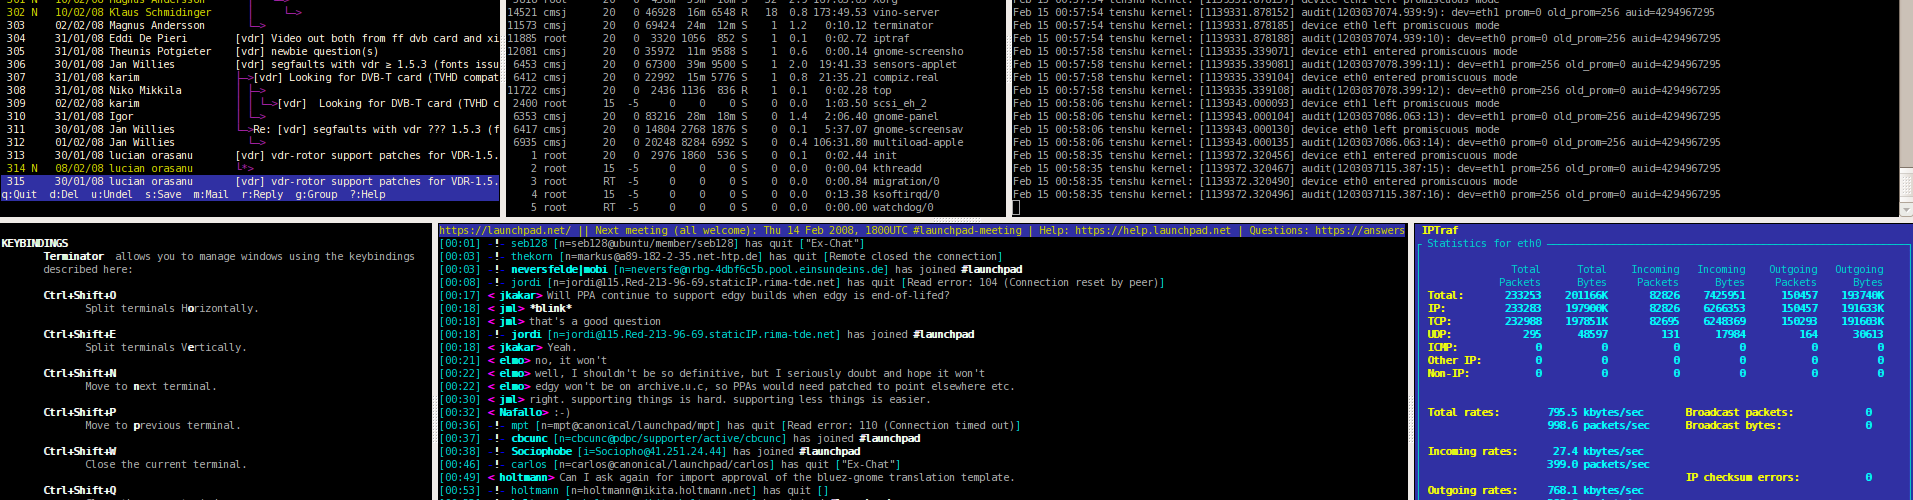 302 N  10/02/08 Klaus Schmidinger
303    02/02/08 Magnus Andersson
304    31/01/08 Eddi De Pieri        [vdr] Video out both from ff dvb card and xi
305    31/01/08 Theunis Potgieter    [vdr] newbie question(s)
306    30/01/08 Jan Willies          [vdr] segfaults with vdr ≥ 1.5.3 (fonts issu
307    31/01/08 karim                [vdr] Looking for DVB-T card (TVHD compat
308    31/01/08 Niko Mikkila
309    02/02/08 karim                [vdr]  Looking for DVB-T card (TVHD c
310    31/01/08 Igor
311    30/01/08 Jan Willies          Re: [vdr] segfaults with vdr ??? 1.5.3 (f
312    01/02/08 Jan Willies
313    30/01/08 lucian orasanu       [vdr] vdr-rotor support patches for VDR-1.5.
314 N  08/02/08 lucian orasanu       *>
315    30/01/08 lucian orasanu       [vdr] vdr-rotor support patches for VDR-1.5.
q:Quit  d:Del  u:Undel  s:Save  m:Mail  r:Reply  g:Group  ?:Help
14521 cmsj 20 0 46928 16m 6548 R 18 0.8 173:49.53 vino-server
11573 cmsj 20 0 69424 24m 12m S 1 1.2 0:10.12 terminator
11885 root 20 0 3320 1056 852 S 1 0.1 0:02.72 iptraf
12081 cmsj 20 0 35972 11m 9588 S 1 0.6 0:00.14 gnome-screensho
6453 cmsj 20 0 67300 39m 9500 S 1 2.0 19:41.33 sensors-applet
6412 cmsj 20 0 22992 15m 5776 S 1 0.8 21:35.21 compiz.real
11722 cmsj 20 0 2436 1136 836 R 1 0.1 0:02.28 top
2400 root 15 -5 0 0 0 S 0 0.0 1:03.50 scsi_eh_2
6353 cmsj 20 0 83216 28m 18m S 0 1.4 2:06.40 gnome-panel
6417 cmsj 20 0 14804 2768 1876 S 0 0.1 5:37.07 gnome-screensav
6935 cmsj 20 0 20248 8284 6992 S 0 0.4 106:31.80 multiload-apple
1 root 20 0 2976 1860 536 S 0 0.1 0:02.44 init
2 root 15 -5 0 0 0 S 0 0.0 0:00.04 kthreadd
3 root RT -5 0 0 0 S 0 0.0 0:00.84 migration/0
4 root 15 -5 0 0 0 S 0 0.0 0:13.38 ksoftirqd/0
5 root RT -5 0 0 0 S 0 0.0 0:00.00 watchdog/0
Feb 15 00:57:54 tenshu kernel: [1139331.878152] audit(1203037074.939:9): dev=eth1 prom=0 old_prom=256 auid=4294967295
Feb 15 00:57:54 tenshu kernel: [1139331.878165] device eth0 left promiscuous mode
Feb 15 00:57:54 tenshu kernel: [1139331.878188] audit(1203037074.939:10): dev=eth0 prom=0 old_prom=256 auid=4294967295
Feb 15 00:57:58 tenshu kernel: [1139335.339071] device eth1 entered promiscuous mode
Feb 15 00:57:58 tenshu kernel: [1139335.339081] audit(1203037078.399:11): dev=eth1 prom=256 old_prom=0 auid=4294967295
Feb 15 00:57:58 tenshu kernel: [1139335.339104] device eth0 entered promiscuous mode
Feb 15 00:57:58 tenshu kernel: [1139335.339108] audit(1203037078.399:12): dev=eth0 prom=256 old_prom=0 auid=4294967295
Feb 15 00:58:06 tenshu kernel: [1139343.000093] device eth1 left promiscuous mode
Feb 15 00:58:06 tenshu kernel: [1139343.000104] audit(1203037086.063:13): dev=eth1 prom=0 old_prom=256 auid=4294967295
Feb 15 00:58:06 tenshu kernel: [1139343.000130] device eth0 left promiscuous mode
Feb 15 00:58:06 tenshu kernel: [1139343.000135] audit(1203037086.063:14): dev=eth0 prom=0 old_prom=256 auid=4294967295
Feb 15 00:58:35 tenshu kernel: [1139372.320456] device eth1 entered promiscuous mode
Feb 15 00:58:35 tenshu kernel: [1139372.320467] audit(1203037115.387:15): dev=eth1 prom=256 old_prom=0 auid=4294967295
Feb 15 00:58:35 tenshu kernel: [1139372.320490] device eth0 entered promiscuous mode
Feb 15 00:58:35 tenshu kernel: [1139372.320496] audit(1203037115.387:16): dev=eth0 prom=256 old_prom=0 auid=4294967295
KEYBINDINGS
Terminator  allows you to manage windows using the keybindings
described here:
Ctrl+Shift+O
Split terminals Horizontally.
Ctrl+Shift+E
Split terminals Vertically.
Ctrl+Shift+N
Move to next terminal.
Ctrl+Shift+P
Move to previous terminal.
Ctrl+Shift+W
Close the current terminal.
Ctrl+Shift+Q
https://launchpad.net/ || Next meeting (all welcome): Thu 14 Feb 2008, 1800UTC #launchpad-meeting | Help: https://help.launchpad.net | Questions: https://answers
[00:01] -!- seb128 [n=seb128@ubuntu/member/seb128] has quit ["Ex-Chat"]
[00:03] -!- thekorn [n=markus@a89-182-2-35.net-htp.de] has quit [Remote closed the connection]
[00:03] -!- neversfelde|mobi [n=neversfe@nrbg-4dbf6c5b.pool.einsundeins.de] has joined #launchpad
[00:08] -!- jordi [n=jordi@115.Red-213-96-69.staticIP.rima-tde.net] has quit [Read error: 104 (Connection reset by peer)]
[00:17] < jkakar> Will PPA continue to support edgy builds when edgy is end-of-lifed?
[00:18] < jml> *blink*
[00:18] < jml> that's a good question
[00:18] -!- jordi [n=jordi@115.Red-213-96-69.staticIP.rima-tde.net] has joined #launchpad
[00:18] < jkakar> Yeah.
[00:21] < elmo> no, it won't
[00:22] < elmo> well, I shouldn't be so definitive, but I seriously doubt and hope it won't
[00:22] < elmo> edgy won't be on archive.u.c, so PPAs would need patched to point elsewhere etc.
[00:30] < jml> right. supporting things is hard. supporting less things is easier.
[00:32] < Nafallo> :-)
[00:36] -!- mpt [n=mpt@canonical/launchpad/mpt] has quit [Read error: 110 (Connection timed out)]
[00:37] -!- cbcunc [n=cbcunc@pdpc/supporter/active/cbcunc] has joined #launchpad
[00:38] -!- Sociophobe [i=Sociopho@41.251.24.44] has joined #launchpad
[00:46] -!- carlos [n=carlos@canonical/launchpad/carlos] has quit ["Ex-Chat"]
[00:49] < holtmann> Can I ask again for import approval of the bluez-gnome translation template.
[00:53] -!- holtmann [n=holtmann@nikita.holtmann.net] has quit []
IPTraf
Statistics for eth0
Total Total Incoming Incoming Outgoing Outgoing
Packets Bytes Packets Bytes Packets Bytes
Total: 233253 201166K 82826 7425951 150457 193740K
IP: 233283 197900K 82826 6266353 150457 191633K
TCP: 232988 197851K 82695 6248369 150293 191603K
UDP: 295 48597 131 17984 164 30613
ICMP: 0 0 0 0 0 0
Other IP: 0 0 0 0 0 0
Non-IP: 0 0 0 0 0 0
Total rates: 795.5 kbytes/sec Broadcast packets: 0
998.6 packets/sec Broadcast bytes: 0
Incoming rates: 27.4 kbytes/sec
399.0 packets/sec
IP checksum errors: 0
Outgoing rates: 768.1 kbytes/sec